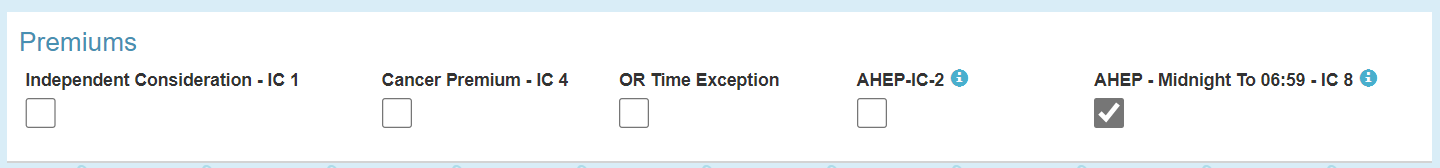 Premiums
Independent Consideration - IC 1 Cancer Premium - IC 4 OR Time Exception AHEP-IC-2 AHEP - Midnight To 06:59 - IC 8